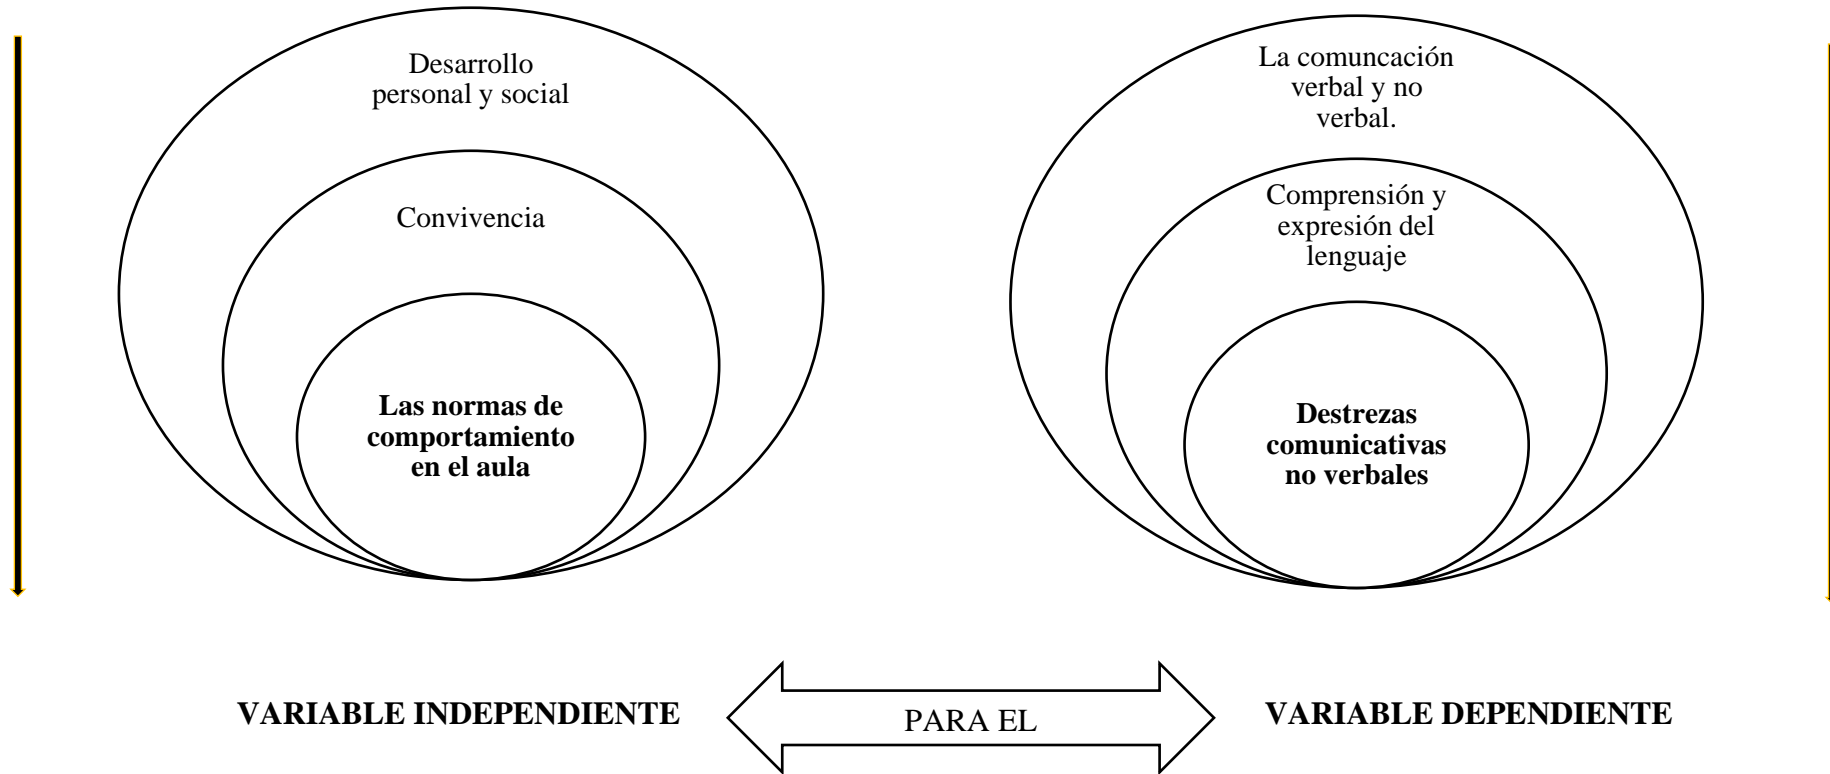 Desarrollo
personal y social
Convivencia
Las normas de
comportamiento
en el aula
La comuncación
verbal y no
verbal.
Comprensión y
expresión del
lenguaje
Destrezas
comunicativas
no verbales
VARIABLE INDEPENDIENTE
PARA EL
VARIABLE DEPENDIENTE